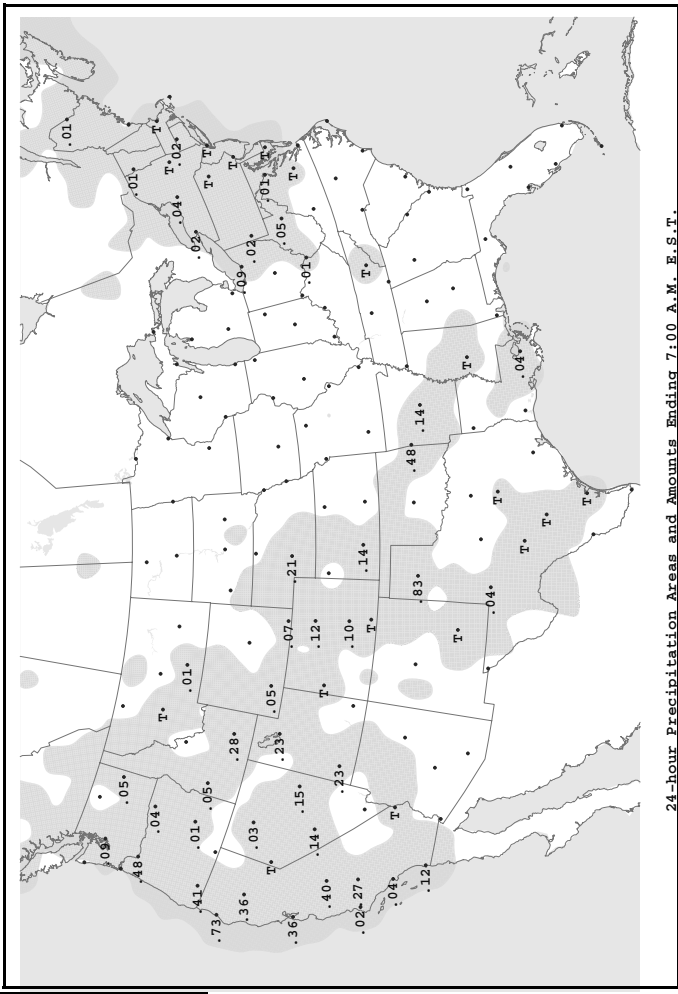 .01
.09
.05
.01
.48
.04
T
T
T
.02
.04
.01
.01
.02
.41
T
.05
T
.73
T
.28
.09
.36
.02
.03
T
.01
T
.05
.23
.05
.07
.21
T
.36
.15
.01
.14
.12
T
.40
.23
.10
.27
.02
.14
T
T
.04
T
.48
.83
.14
.12
T
T
.04
T
.04
T
T
T
24-hour Precipitation Areas and Amounts Ending 7:00 A.M. E.S.T.